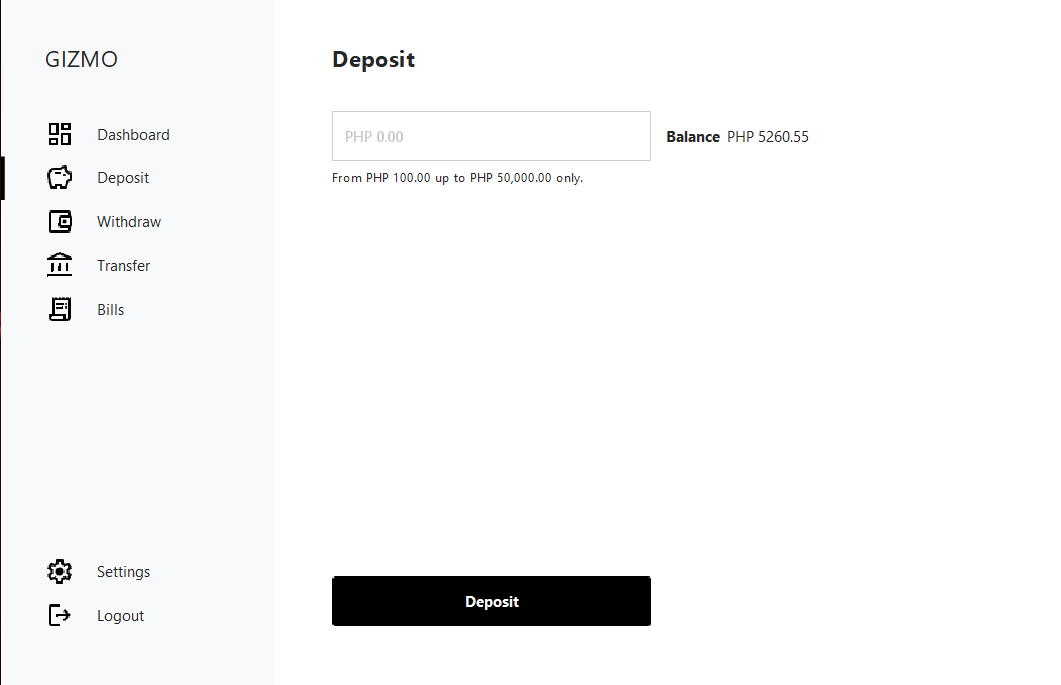 GIZMO
Dashboard
Deposit
Withdraw
Transfer
Bills
Settings
Logout
Deposit
PHP 0.00
Balance PHP 5260.55
From PHP 100.00 up to PHP 50,000.00 only.
Deposit